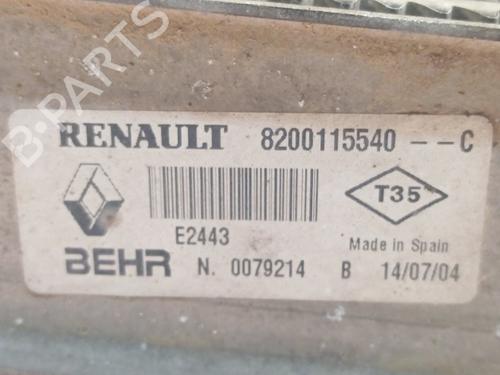 B-PARTS
RENAULT 8200115540 -- C
T35
E2443
Made in Spain
BEHR N. 0079214 B 14/07/04